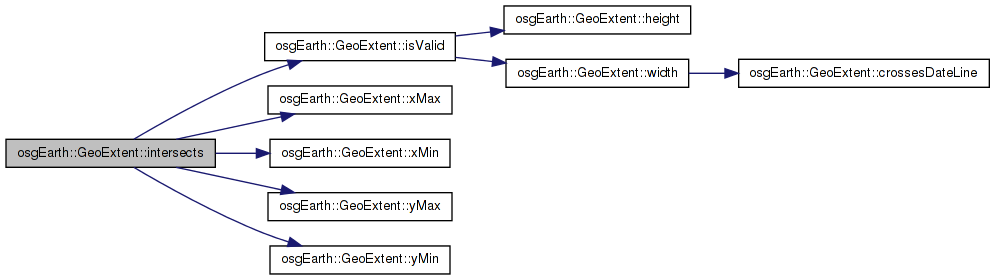 osgEarth::GeoExtent::height
osgEarth::GeoExtent::isValid
osgEarth::GeoExtent::width
osgEarth::GeoExtent::crossesDateLine
osgEarth::GeoExtent::xMax
osgEarth::GeoExtent::intersects
osgEarth::GeoExtent::xMin
osgEarth::GeoExtent::yMax
osgEarth::GeoExtent::yMin